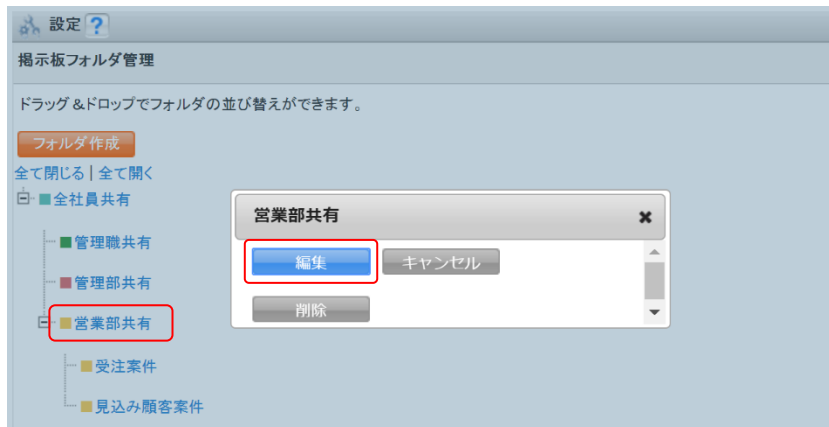 設定 ?
掲示板フォルダ管理
ドラッグ&ドロップでフォルダの並び替えができます。
フォルダ作成
全て閉じる | 全て開く
全社員共有
管理職共有
管理部共有
営業部共有
受注案件
見込み顧客案件
営業部共有
編集 キャンセル
削除